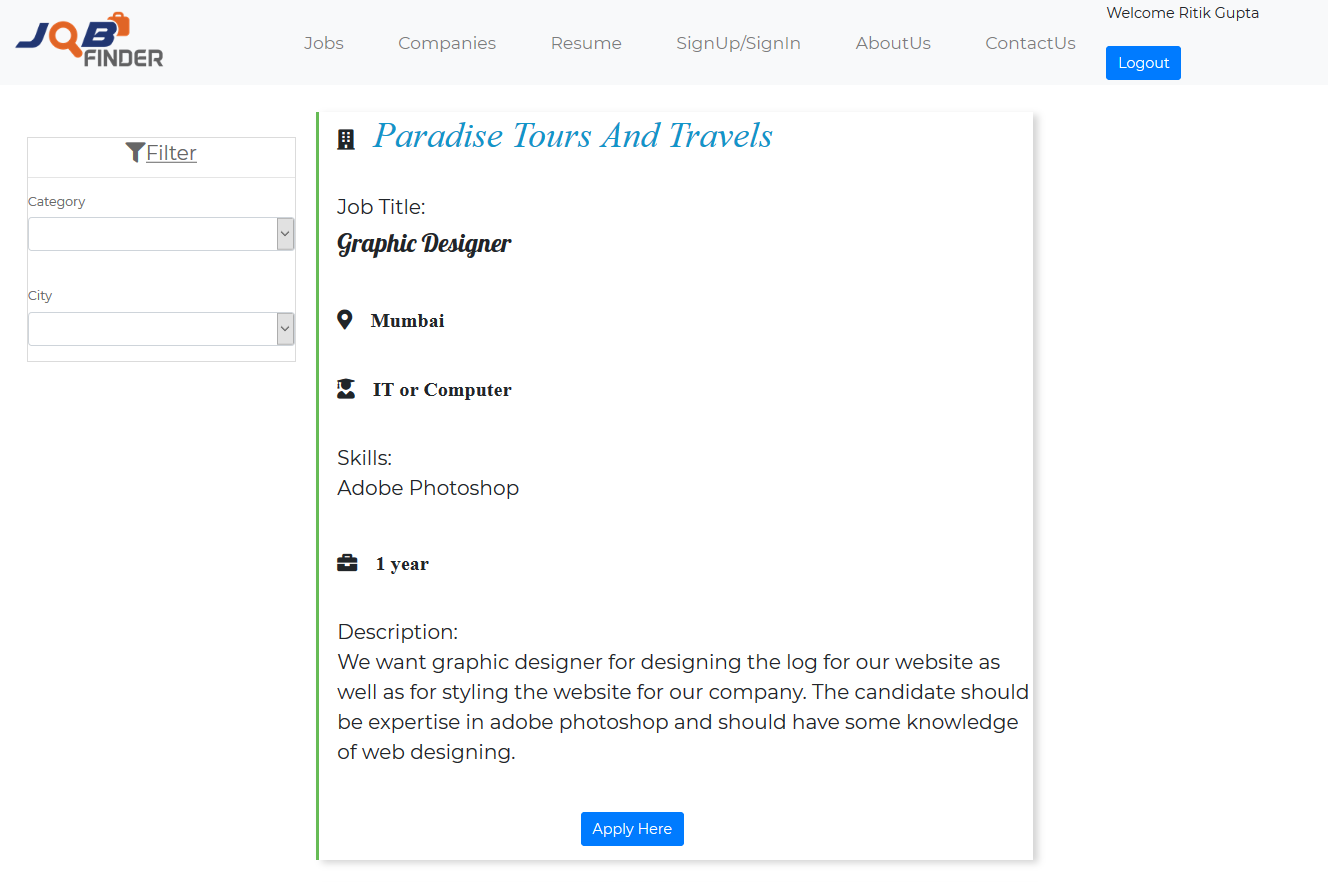 JOB
FINDER
Jobs
Companies
Resume
SignUp/SignIn
AboutUs
ContactUs
Welcome Ritik Gupta
Logout
Filter
Category
City
Paradise Tours And Travels
Job Title:
Graphic Designer
Mumbai
IT or Computer
Skills:
Adobe Photoshop
1 year
Description:
We want graphic designer for designing the log for our website as
well as for styling the website for our company. The candidate should
be expertise in adobe photoshop and should have some knowledge
of web designing.
Apply Here